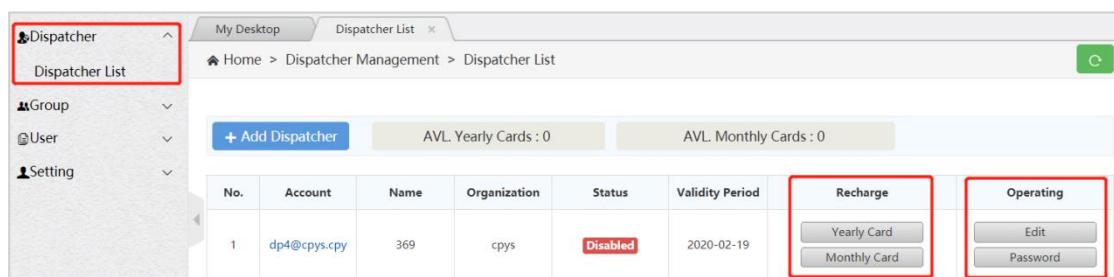 Dispatcher
Dispatcher List
Group
User
Setting
My Desktop Dispatcher List ×
Home > Dispatcher Management > Dispatcher List
+ Add Dispatcher AVL. Yearly Cards : 0 AVL. Monthly Cards : 0
No. Account Name Organization Status Validity Period Recharge Operating
1 dp4@cpys.cpy 369 cpys Disabled 2020-02-19 Yearly Card Edit
Monthly Card Password